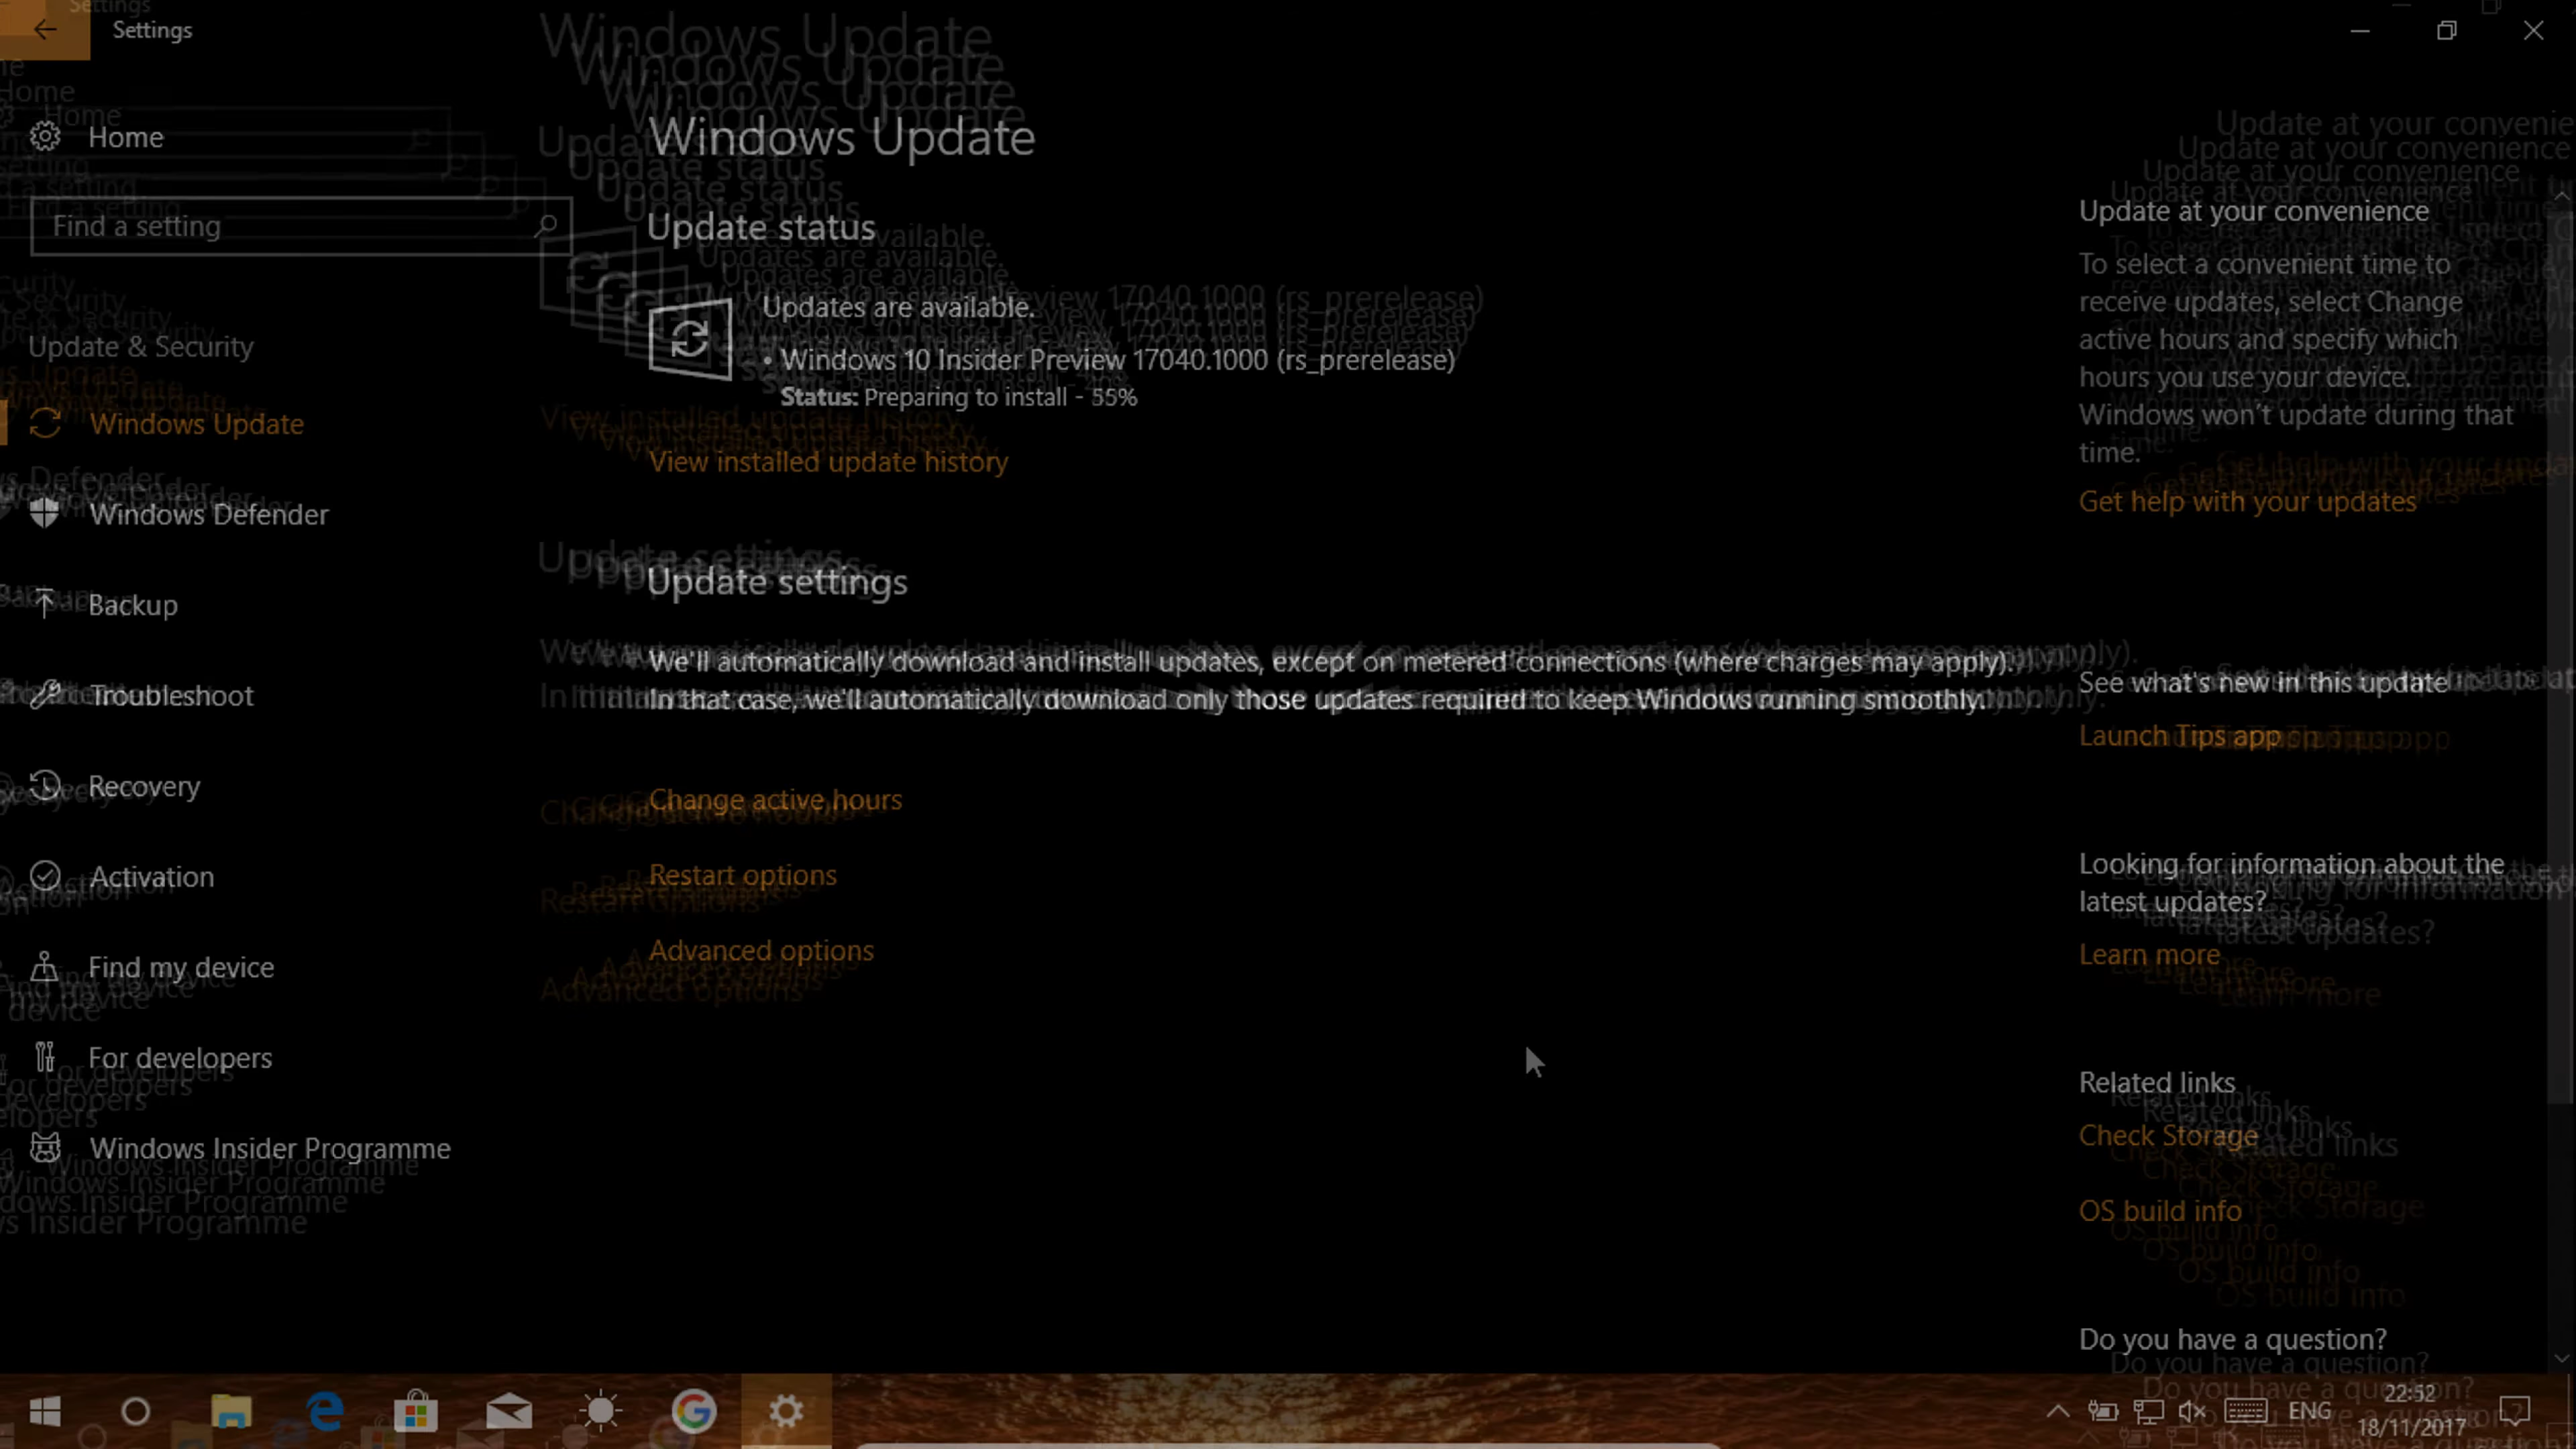 Settings
Home
Find a setting
Update & Security
Windows Update
Windows Defender
Backup
Troubleshoot
Recovery
Activation
Find my device
For developers
Windows Insider Programme
Windows Update
Update status
Updates are available.
• Windows 10 Insider Preview 17040.1000 (rs_prerelease)
Status: Preparing to install - 55%
View installed update history
Update settings
We'll automatically download and install updates, except on metered connections (where charges may apply).
In that case, we'll automatically download only those updates required to keep Windows running smoothly.
Change active hours
Restart options
Advanced options
Update at your convenience
To select a convenient time to
receive updates, select Change
active hours and specify which
hours you use your device.
Windows won't update during that
time.
Get help with your updates
See what's new in this update
Launch Tips app
Looking for information about the
latest updates?
Learn more
Related links
Check Storage
OS build info
Do you have a question?
ENG
22:52
18/11/2017